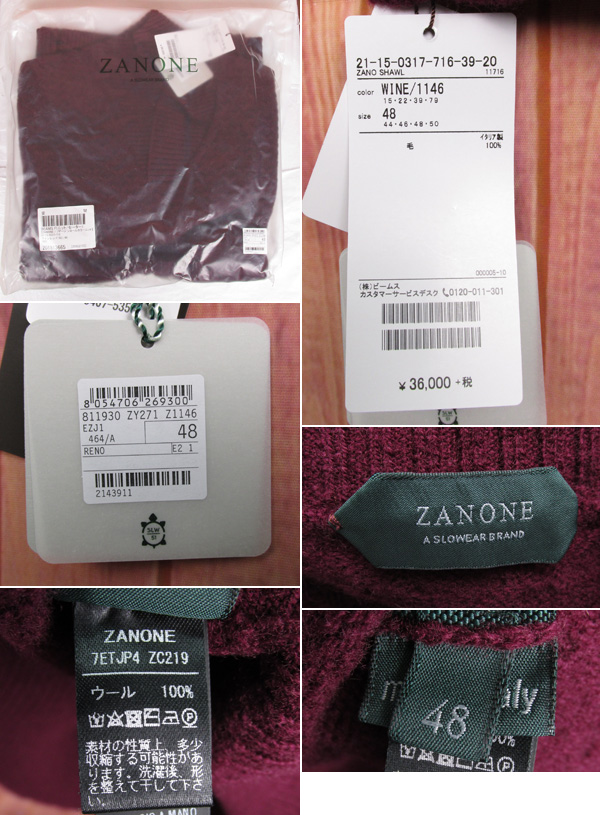 ZANONE
A SLOWEAR BRAND
21-15-0317-716-39-20
ZANO SHAWL
11716
color WINE/1146
15・22・39・79
size 48
44・46・48・50
イタリア製
毛 100%
000005-10
(株)ビームス
カスタマーサービスデスク 0120-011-301
¥36,000 +税
8 054706 269300
811930 ZY271 Z1146
EZJ1
464/A
48
RENO
E2 1
2143911
SLW
ZANONE
A SLOWEAR BRAND
ZANONE
7ETJP4 ZC219
ウール 100%
素材の性質上、多少
収縮する可能性があ
ります。洗濯後、形
を整えて干して下さ
い。
48